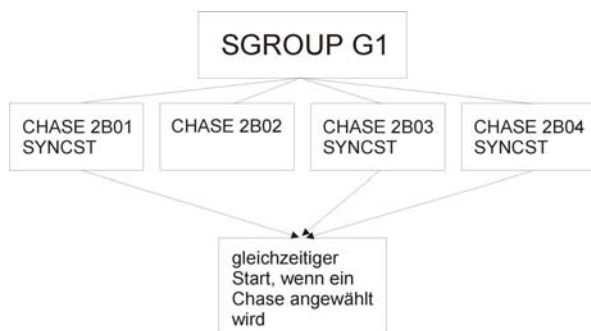 SGROUP G1
CHASE 2B01
SYNCST
CHASE 2B02
CHASE 2B03
SYNCST
CHASE 2B04
SYNCST
gleichzeitiger
Start, wenn ein
Chase angewählt
wird